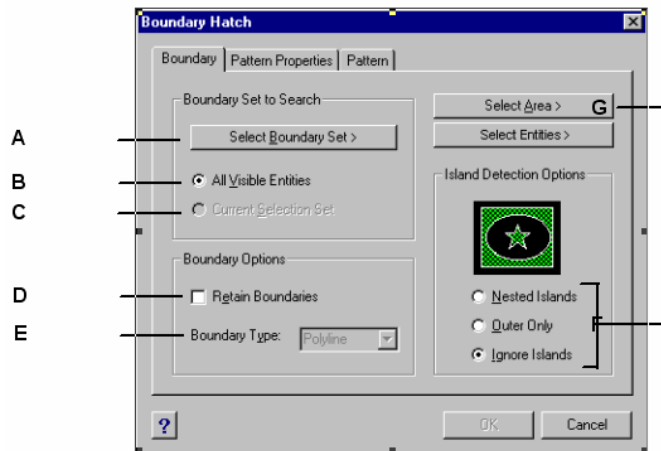 Boundary Hatch
Boundary
Pattern Properties
Pattern
Boundary Set to Search
A
Select Boundary Set >
B
All Visible Entities
C
Current Selection Set
Boundary Options
D
Retain Boundaries
E
Boundary Type:
Polyline
Select Area >
G
Select Entities >
Island Detection Options
Nested Islands
Outer Only
F
Ignore Islands
?
OK
Cancel